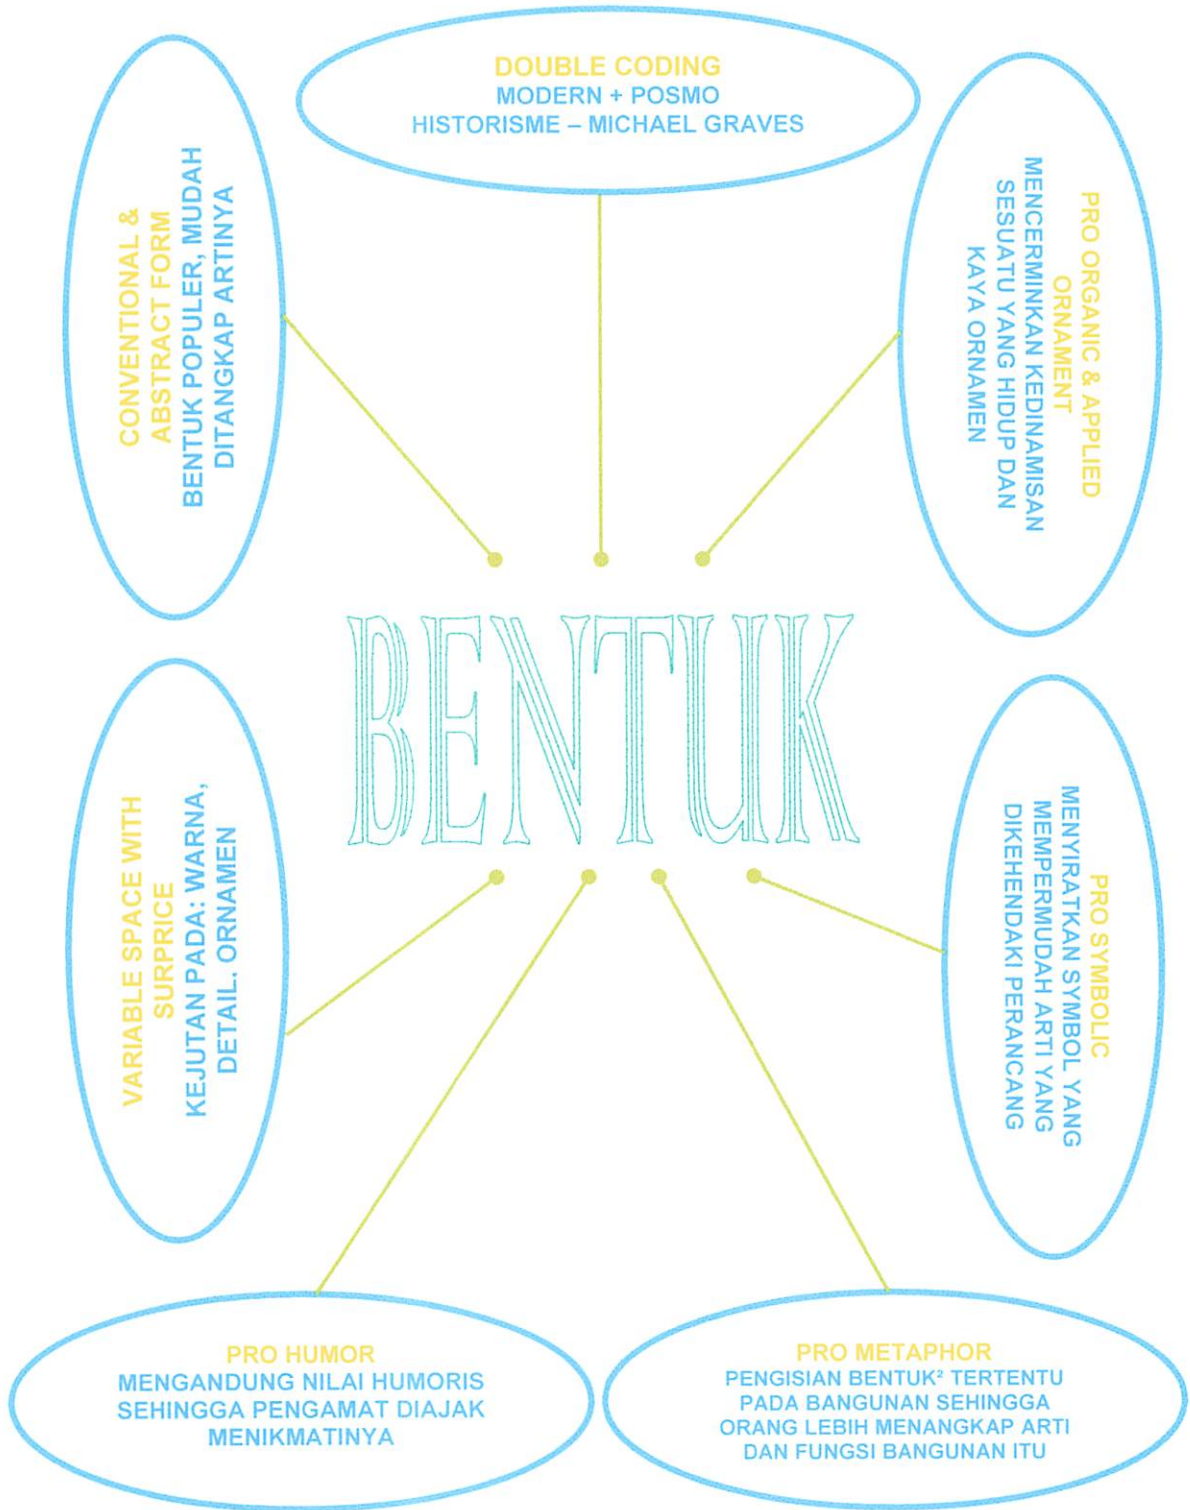 DOUBLE CODING
MODERN + POSMO
HISTORISME – MICHAEL GRAVES
CONVENTIONAL &
ABSTRACT FORM
BENTUK POPULER, MUDAH
DITANGKAP ARTINYA
PRO ORGANIC & APPLIED
ORNAMENT
MENCERMINKAN KEDINAMISAN
SESUATU YANG HIDUP DAN
KAYA ORNAMEN
BENTUK
VARIABLE SPACE WITH
SURPRICE
KEJUTAN PADA: WARNA,
DETAIL. ORNAMEN
PRO SYMBOLIC
MENYIRATKAN SYMBOL YANG
MEMPERMUDAH ARTI YANG
DIKEHENDAKI PERANCANG
PRO HUMOR
MENGANDUNG NILAI HUMORIS
SEHINGGA PENGAMAT DIAJAK
MENIKMATINYA
PRO METAPHOR
PENGISIAN BENTUK² TERTENTU
PADA BANGUNAN SEHINGGA
ORANG LEBIH MENANGKAP ARTI
DAN FUNGSI BANGUNAN ITU